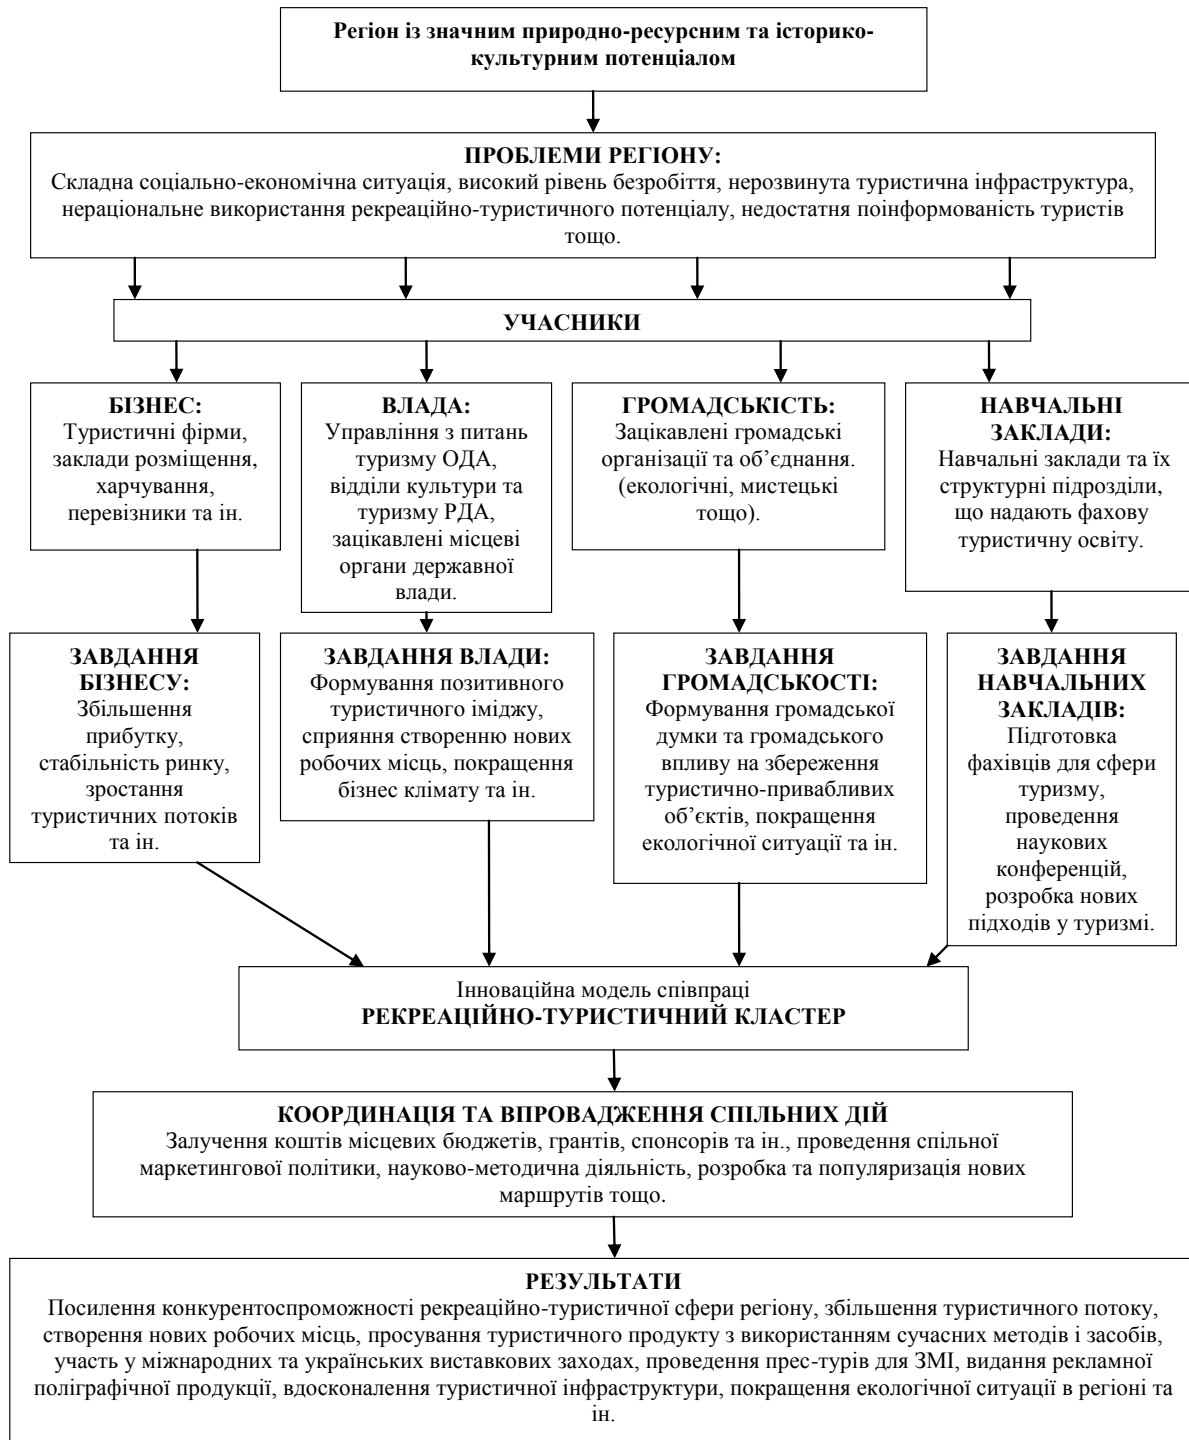 Регіон із значним природно-ресурсним та історико-
культурним потенціалом
ПРОБЛЕМИ РЕГІОНУ:
Складна соціально-економічна ситуація, високий рівень безробіття, нерозвинута туристична інфраструктура,
нераціональне використання рекреаційно-туристичного потенціалу, недостатня поінформованість туристів
тощо.
УЧАСНИКИ
БІЗНЕС:
Туристичні фірми,
заклади розміщення,
харчування,
перевізники та ін.
ВЛАДА:
Управління з питань
туризму ОДА,
відділи культури та
туризму РДА,
зацікавлені місцеві
органи державної
влади.
ГРОМАДСЬКІСТЬ:
Зацікавлені громадські
організації та об’єднання.
(екологічні, мистецькі
тощо).
НАВЧАЛЬНІ
ЗАКЛАДИ:
Навчальні заклади та їх
структурні підрозділи,
що надають фахову
туристичну освіту.
ЗАВДАННЯ
БІЗНЕСУ:
Збільшення
прибутку,
стабільність ринку,
зростання
туристичних потоків
та ін.
ЗАВДАННЯ ВЛАДИ:
Формування позитивного
туристичного іміджу,
сприяння створенню нових
робочих місць, покращення
бізнес клімату та ін.
ЗАВДАННЯ
ГРОМАДСЬКОСТІ:
Формування громадської
думки та громадського
впливу на збереження
туристично-привабливих
об’єктів, покращення
екологічної ситуації та ін.
ЗАВДАННЯ
НАВЧАЛЬНИХ
ЗАКЛАДІВ:
Підготовка
фахівців для сфери
туризму,
проведення
наукових
конференцій,
розробка нових
підходів у туризмі.
Інноваційна модель співпраці
РЕКРЕАЦІЙНО-ТУРИСТИЧНИЙ КЛАСТЕР
КООРДИНАЦІЯ ТА ВПРОВАДЖЕННЯ СПІЛЬНИХ ДІЙ
Залучення коштів місцевих бюджетів, грантів, спонсорів та ін., проведення спільної
маркетингової політики, науково-методична діяльність, розробка та популяризація нових
маршрутів тощо.
РЕЗУЛЬТАТИ
Посилення конкурентоспроможності рекреаційно-туристичної сфери регіону, збільшення туристичного потоку,
створення нових робочих місць, просування туристичного продукту з використанням сучасних методів і засобів,
участь у міжнародних та українських виставкових заходах, проведення прес-турів для ЗМІ, видання рекламної
поліграфічної продукції, вдосконалення туристичної інфраструктури, покращення екологічної ситуації в регіоні та
ін.